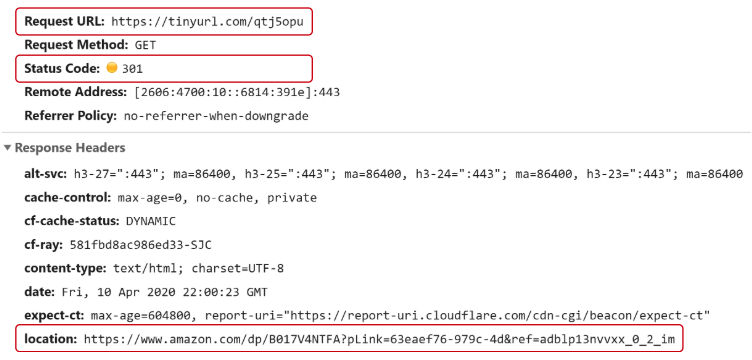 Request URL: https://tinyurl.com/qtj5opu
Request Method: GET
Status Code: 301
Remote Address: [2606:4700:10::6814:391e]:443
Referrer Policy: no-referrer-when-downgrade
Response Headers
alt-svc: h3-27=":443"; ma=86400, h3-25=":443"; ma=86400, h3-24=":443"; ma=86400, h3-23=":443"; ma=86400
cache-control: max-age=0, no-cache, private
cf-cache-status: DYNAMIC
cf-ray: 581fbd8ac986ed33-SJC
content-type: text/html; charset=UTF-8
date: Fri, 10 Apr 2020 22:00:23 GMT
expect-ct: max-age=604800, report-uri="https://report-uri.cloudflare.com/cdn-cgi/beacon/expect-ct"
location: https://www.amazon.com/dp/B017V4NTFA?pLink=63eaef76-979c-4d&ref=adblp13nvvxx_0_2_im